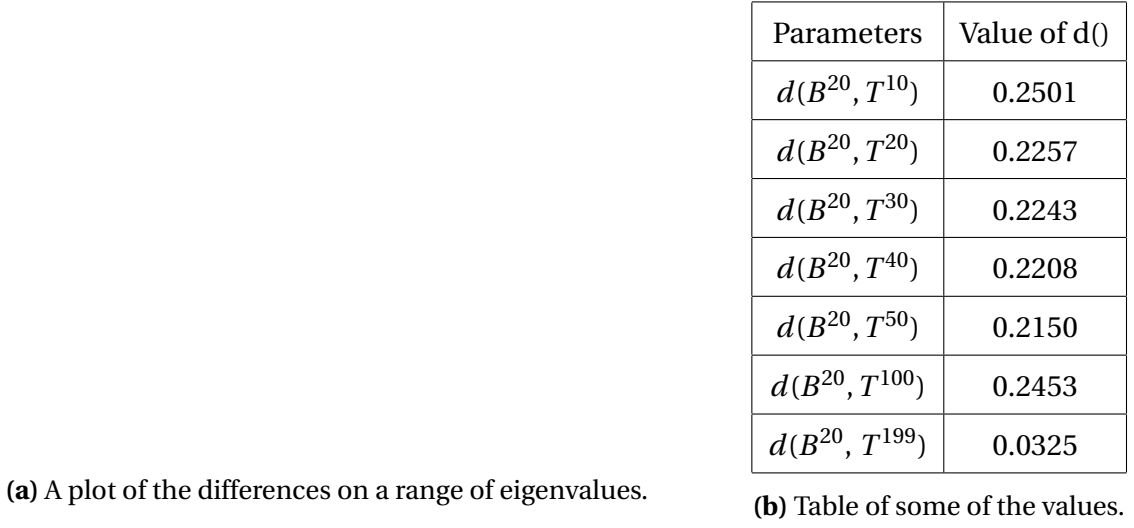 Parameters Value of d()
d(B^20, T^10) 0.2501
d(B^20, T^20) 0.2257
d(B^20, T^30) 0.2243
d(B^20, T^40) 0.2208
d(B^20, T^50) 0.2150
d(B^20, T^100) 0.2453
d(B^20, T^199) 0.0325
(a) A plot of the differences on a range of eigenvalues.
(b) Table of some of the values.